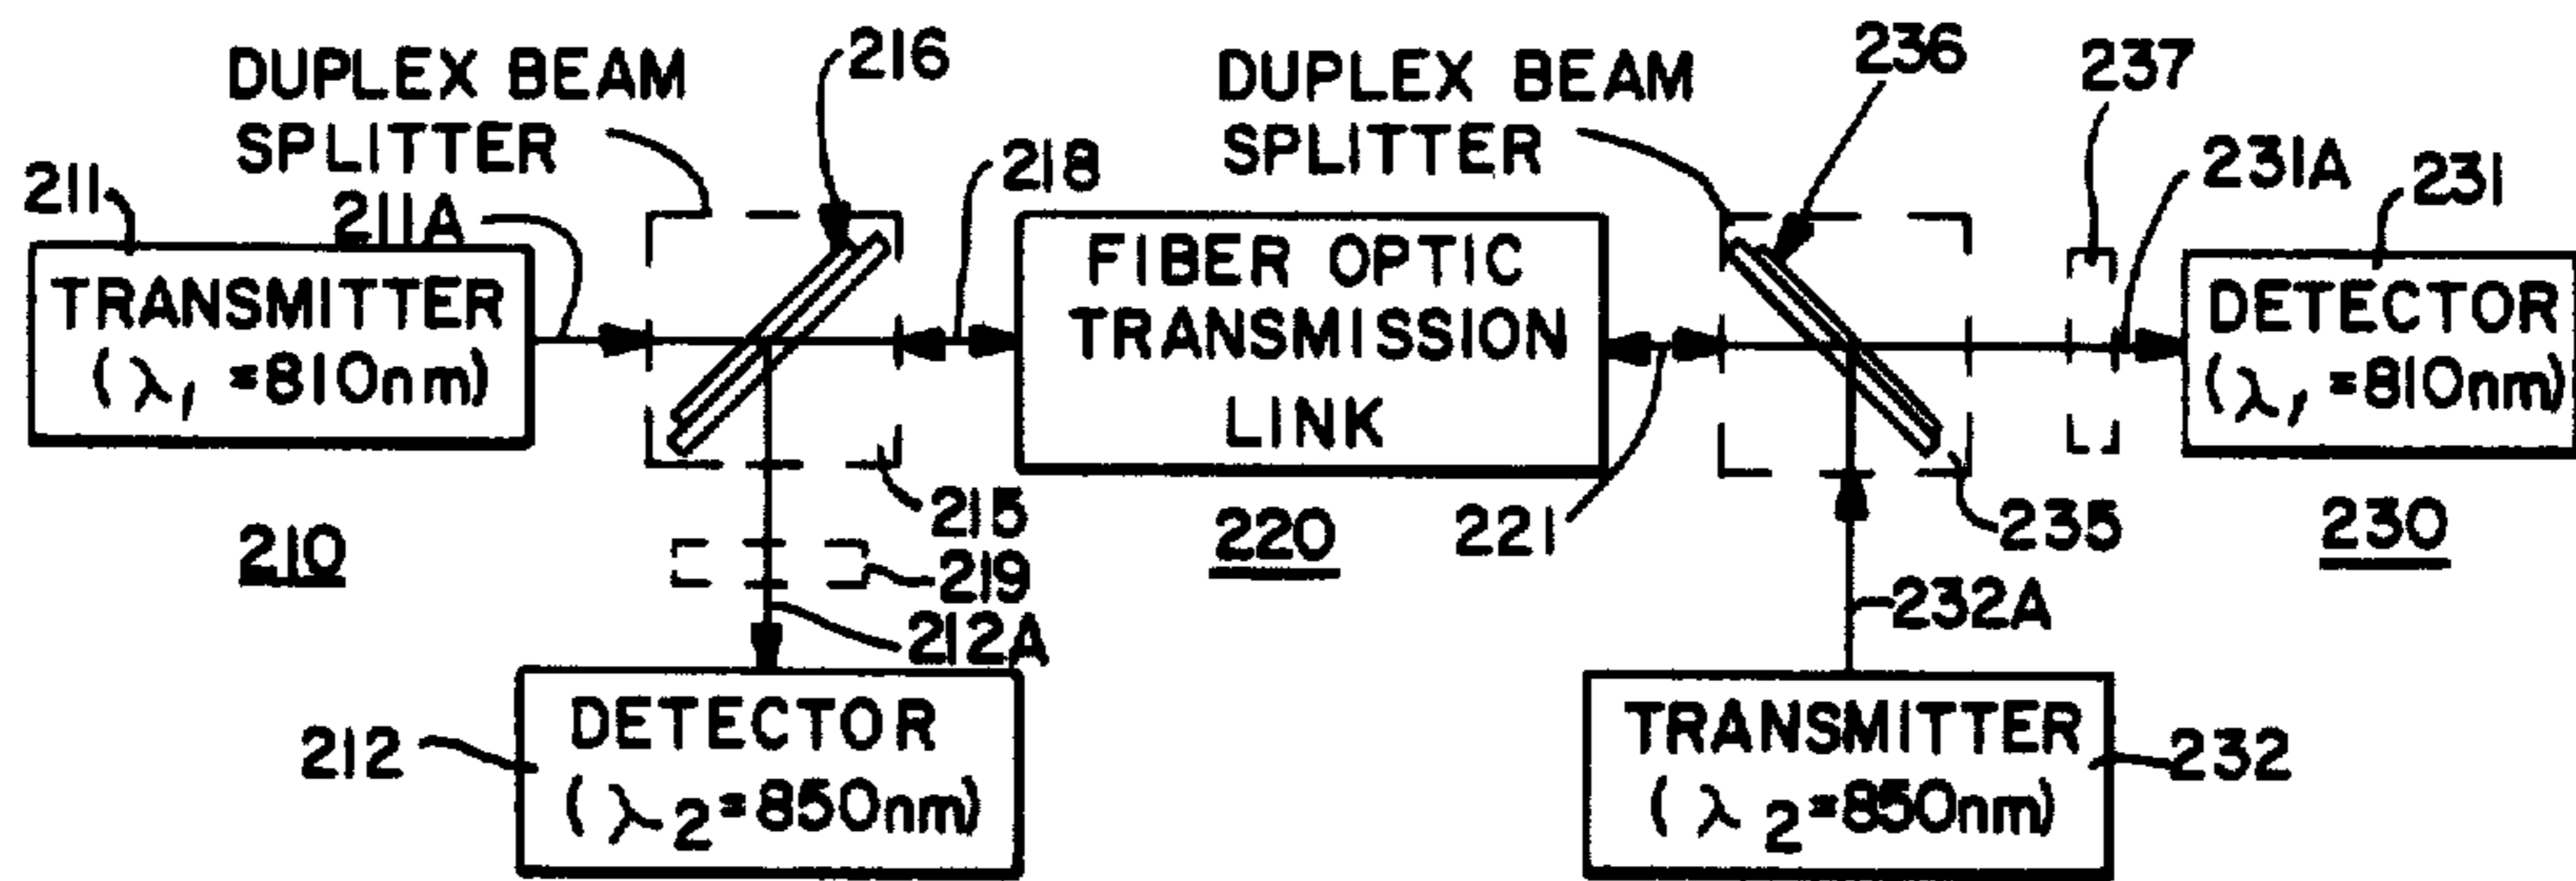 DUPLEX BEAM
SPLITTER
216
218
DUPLEX BEAM
SPLITTER
236
237
231A
231
211
211A
TRANSMITTER
(λ₁ =810nm)
FIBER OPTIC
TRANSMISSION
LINK
DETECTOR
(λ₁ =810nm)
210
215
219
212A
220
221
235
230
232A
212
DETECTOR
(λ₂=850nm)
TRANSMITTER
(λ₂=850nm)
232